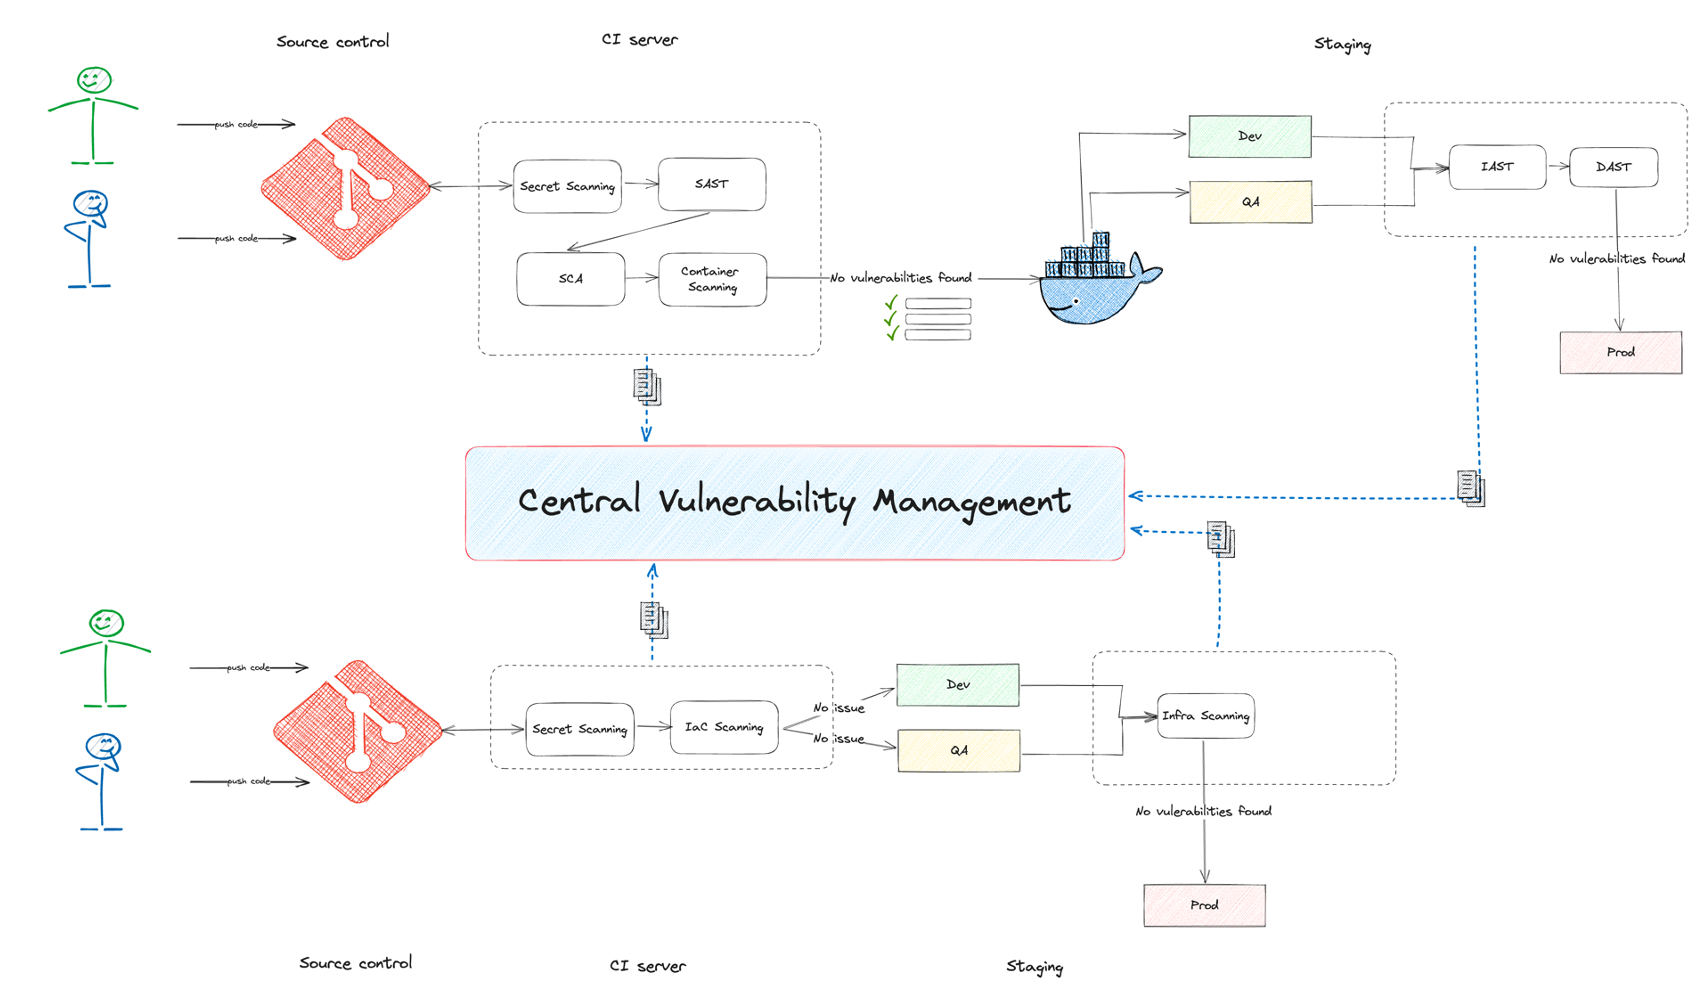 Source control
CI server
Staging
push code
push code
Secret Scanning
SAST
SCA
Container
Scanning
No vulnerabilities found
Dev
QA
IAST
DAST
No vulerabilities found
Prod
Central Vulnerability Management
push code
push code
Secret Scanning
IaC Scanning
No issue
No issue
Dev
QA
Infra Scanning
No vulerabilities found
Prod
Source control
CI server
Staging